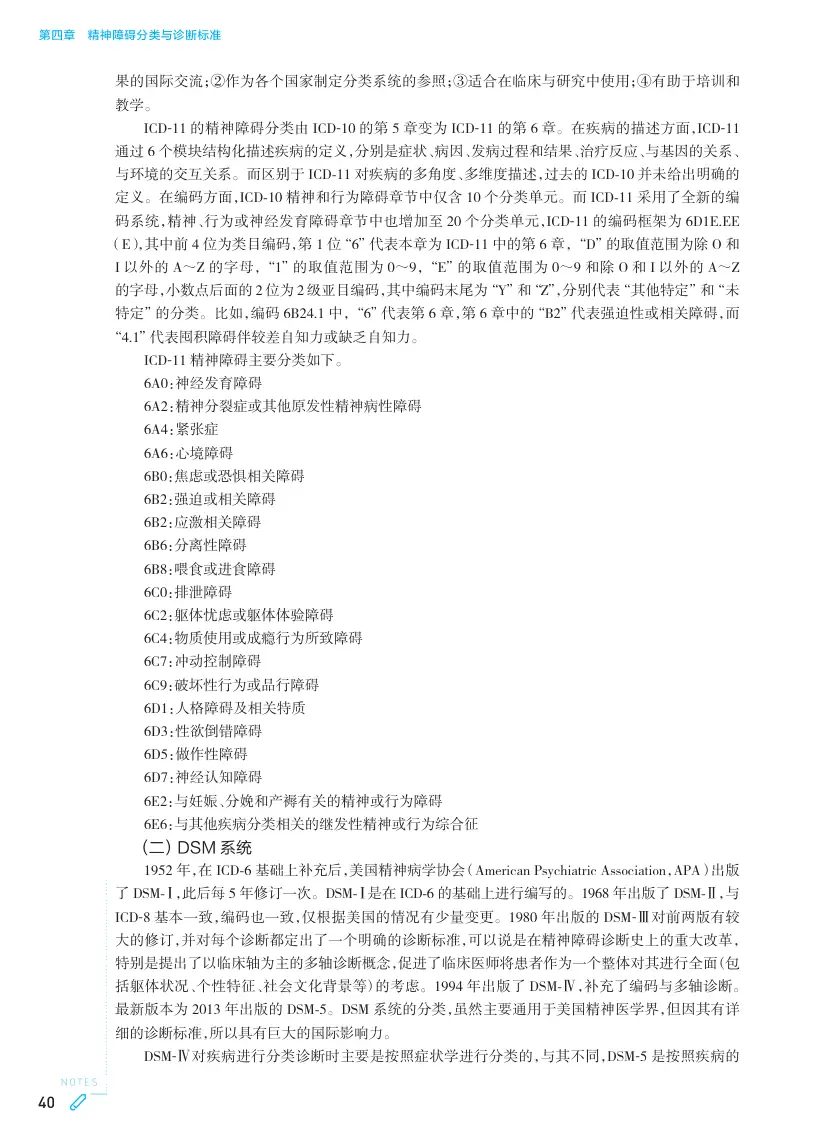 第四章 精神障碍分类与诊断标准
果的国际交流;②作为各个国家制定分类系统的参照;③适合在临床与研究中使用;④有助于培训和
教学。
ICD-11 的精神障碍分类由 ICD-10 的第 5 章变为 ICD-11 的第 6 章。在疾病的描述方面,ICD-11
通过 6 个模块结构化描述疾病的定义,分别是症状、病因、发病过程和结果、治疗反应、与基因的关系、
与环境的交互关系。而区别于 ICD-11 对疾病的多角度、多维度描述,过去的 ICD-10 并未给出明确的
定义。在编码方面,ICD-10 精神和行为障碍章节中仅含 10 个分类单元。而 ICD-11 采用了全新的编
码系统,精神、行为或神经发育障碍章节中也增加至 20 个分类单元,ICD-11 的编码框架为 6D1E.EE
(E),其中前 4 位为类目编码,第 1 位“6”代表本章为 ICD-11 中的第 6 章,“D”的取值范围为除 O 和
I 以外的 A～Z 的字母,“1”的取值范围为 0～9,“E”的取值范围为 0～9 和除 O 和 I 以外的 A～Z
的字母,小数点后面的 2 位为 2 级亚目编码,其中编码末尾为“Y”和“Z”,分别代表“其他特定”和“未
特定”的分类。比如,编码 6B24.1 中,“6”代表第 6 章,第 6 章中的“B2”代表强迫性或相关障碍,而
“4.1”代表囤积障碍伴较差自知力或缺乏自知力。
ICD-11 精神障碍主要分类如下。
6A0:神经发育障碍
6A2:精神分裂症或其他原发性精神病性障碍
6A4:紧张症
6A6:心境障碍
6B0:焦虑或恐惧相关障碍
6B2:强迫或相关障碍
6B2:应激相关障碍
6B6:分离性障碍
6B8:喂食或进食障碍
6C0:排泄障碍
6C2:躯体忧虑或躯体体验障碍
6C4:物质使用或成瘾行为所致障碍
6C7:冲动控制障碍
6C9:破坏性行为或品行障碍
6D1:人格障碍及相关特质
6D3:性欲倒错障碍
6D5:做作性障碍
6D7:神经认知障碍
6E2:与妊娠、分娩和产褥有关的精神或行为障碍
6E6:与其他疾病分类相关的继发性精神或行为综合征
(二) DSM 系统
1952 年,在 ICD-6 基础上补充后,美国精神病学协会(American Psychiatric Association,APA)出版
了 DSM-Ⅰ,此后每 5 年修订一次。DSM-Ⅰ是在 ICD-6 的基础上进行编写的。1968 年出版了 DSM-Ⅱ,与
ICD-8 基本一致,编码也一致,仅根据美国的情况有少量变更。1980 年出版的 DSM-Ⅲ对前两版有较
大的修订,并对每个诊断都定出了一个明确的诊断标准,可以说是在精神障碍诊断史上的重大改革,
特别是提出了以临床轴为主的多轴诊断概念,促进了临床医师将患者作为一个整体对其进行全面(包
括躯体状况、个性特征、社会文化背景等)的考虑。1994 年出版了 DSM-Ⅳ,补充了编码与多轴诊断。
最新版本为 2013 年出版的 DSM-5。DSM 系统的分类,虽然主要通用于美国精神医学界,但因其有详
细的诊断标准,所以具有巨大的国际影响力。
DSM-Ⅳ对疾病进行分类诊断时主要是按照症状学进行分类的,与其不同,DSM-5 是按照疾病的
NOTES
40